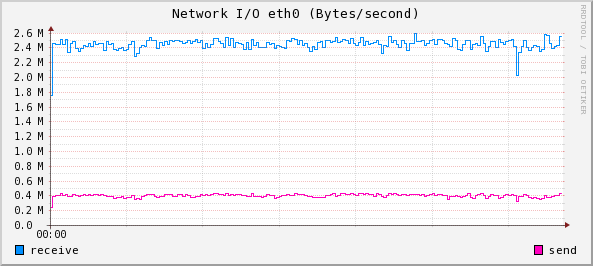 Network I/O eth0 (Bytes/second)
RRDTOOL / TOBI OETIKER
2.6 M
2.4 M
2.2 M
2.0 M
1.8 M
1.6 M
1.4 M
1.2 M
1.0 M
0.8 M
0.6 M
0.4 M
0.2 M
0.0
00:00
receive send